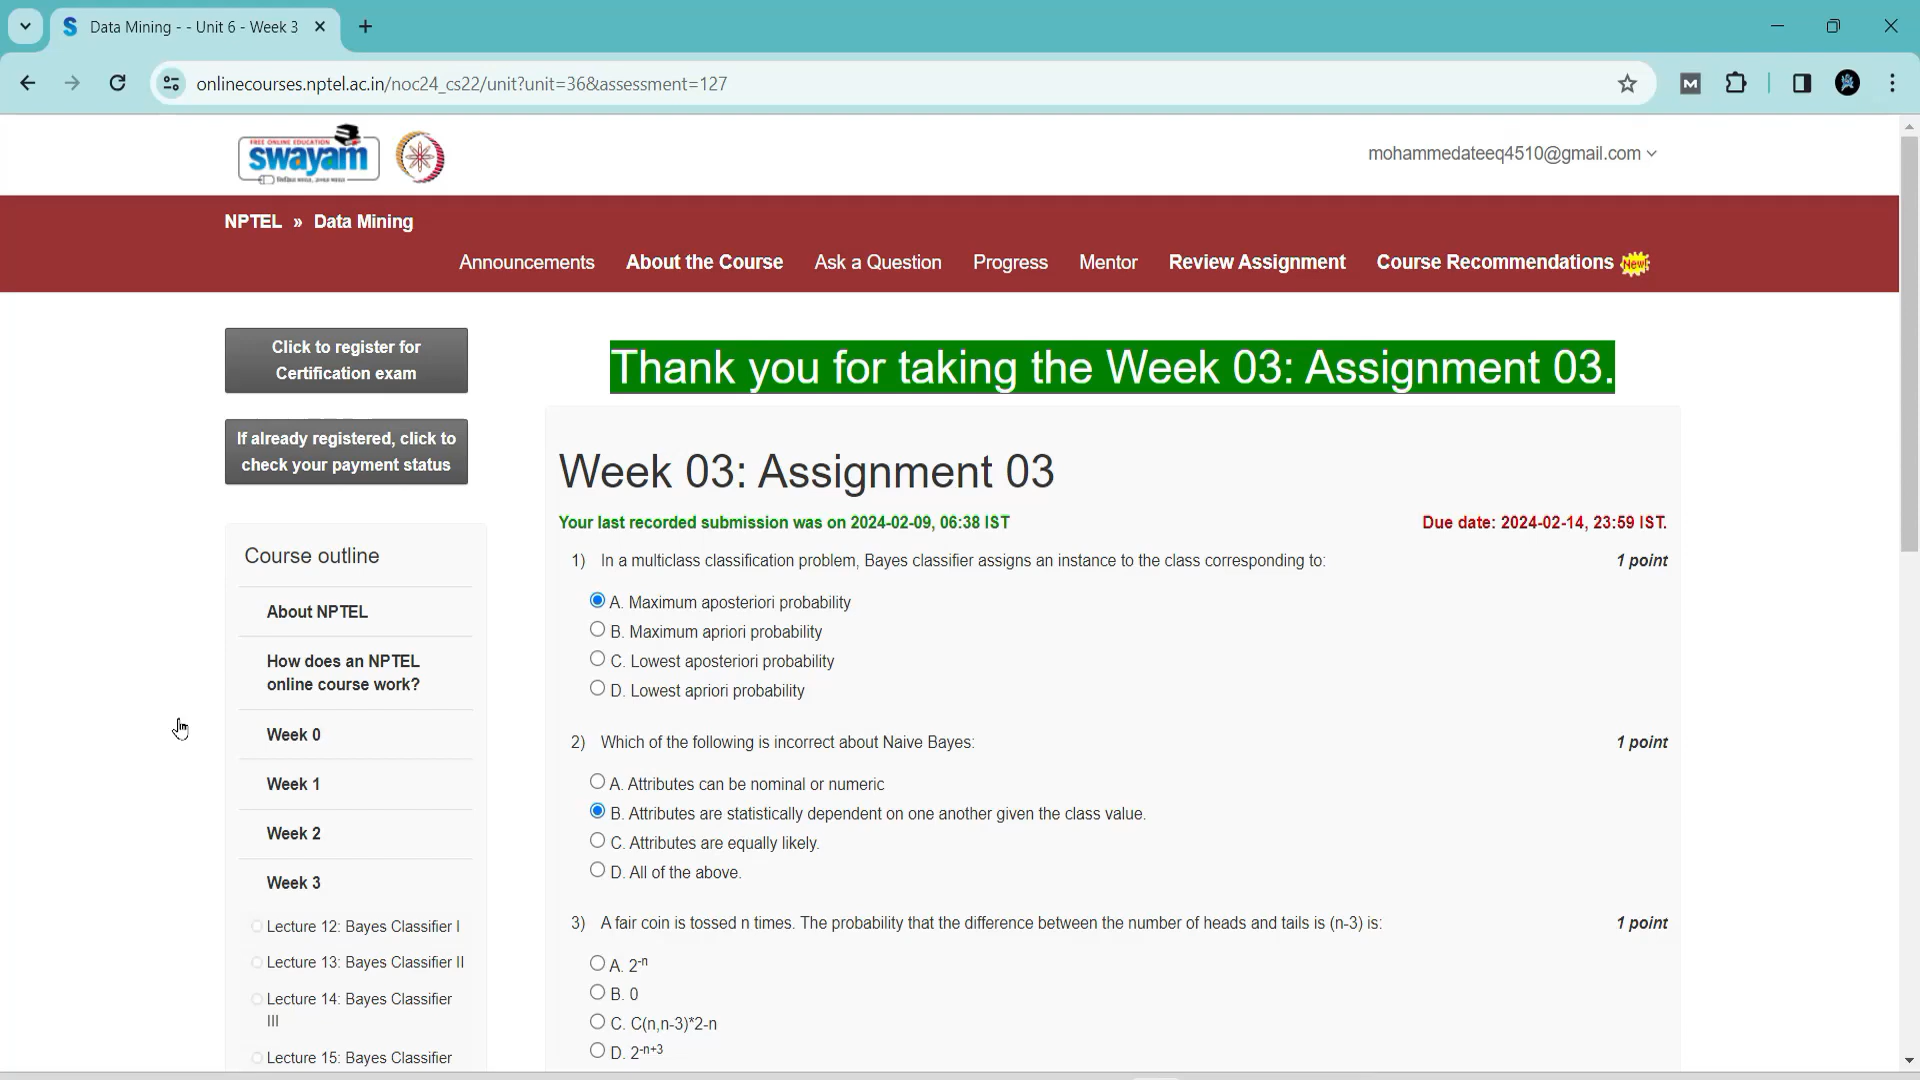 Data Mining - - Unit 6 - Week 3
onlinecourses.nptel.ac.in/noc24_cs22/unit?unit=36&assessment=127
FREE ONLINE EDUCATION
swayam
mohammedateeq4510@gmail.com
NPTEL » Data Mining
Announcements About the Course Ask a Question Progress Mentor Review Assignment Course Recommendations New!
Click to register for
Certification exam
If already registered, click to
check your payment status
Course outline
About NPTEL
How does an NPTEL
online course work?
Week 0
Week 1
Week 2
Week 3
Lecture 12: Bayes Classifier I
Lecture 13: Bayes Classifier II
Lecture 14: Bayes Classifier
III
Lecture 15: Bayes Classifier
Thank you for taking the Week 03: Assignment 03.
Week 03: Assignment 03
Your last recorded submission was on 2024-02-09, 06:38 IST Due date: 2024-02-14, 23:59 IST.
1) In a multiclass classification problem, Bayes classifier assigns an instance to the class corresponding to: 1 point
A. Maximum aposteriori probability
B. Maximum apriori probability
C. Lowest aposteriori probability
D. Lowest apriori probability
2) Which of the following is incorrect about Naive Bayes: 1 point
A. Attributes can be nominal or numeric
B. Attributes are statistically dependent on one another given the class value.
C. Attributes are equally likely.
D. All of the above.
3) A fair coin is tossed n times. The probability that the difference between the number of heads and tails is (n-3) is: 1 point
A. 2⁻ⁿ
B. 0
C. C(n,n-3)*2-n
D. 2⁻ⁿ⁺³